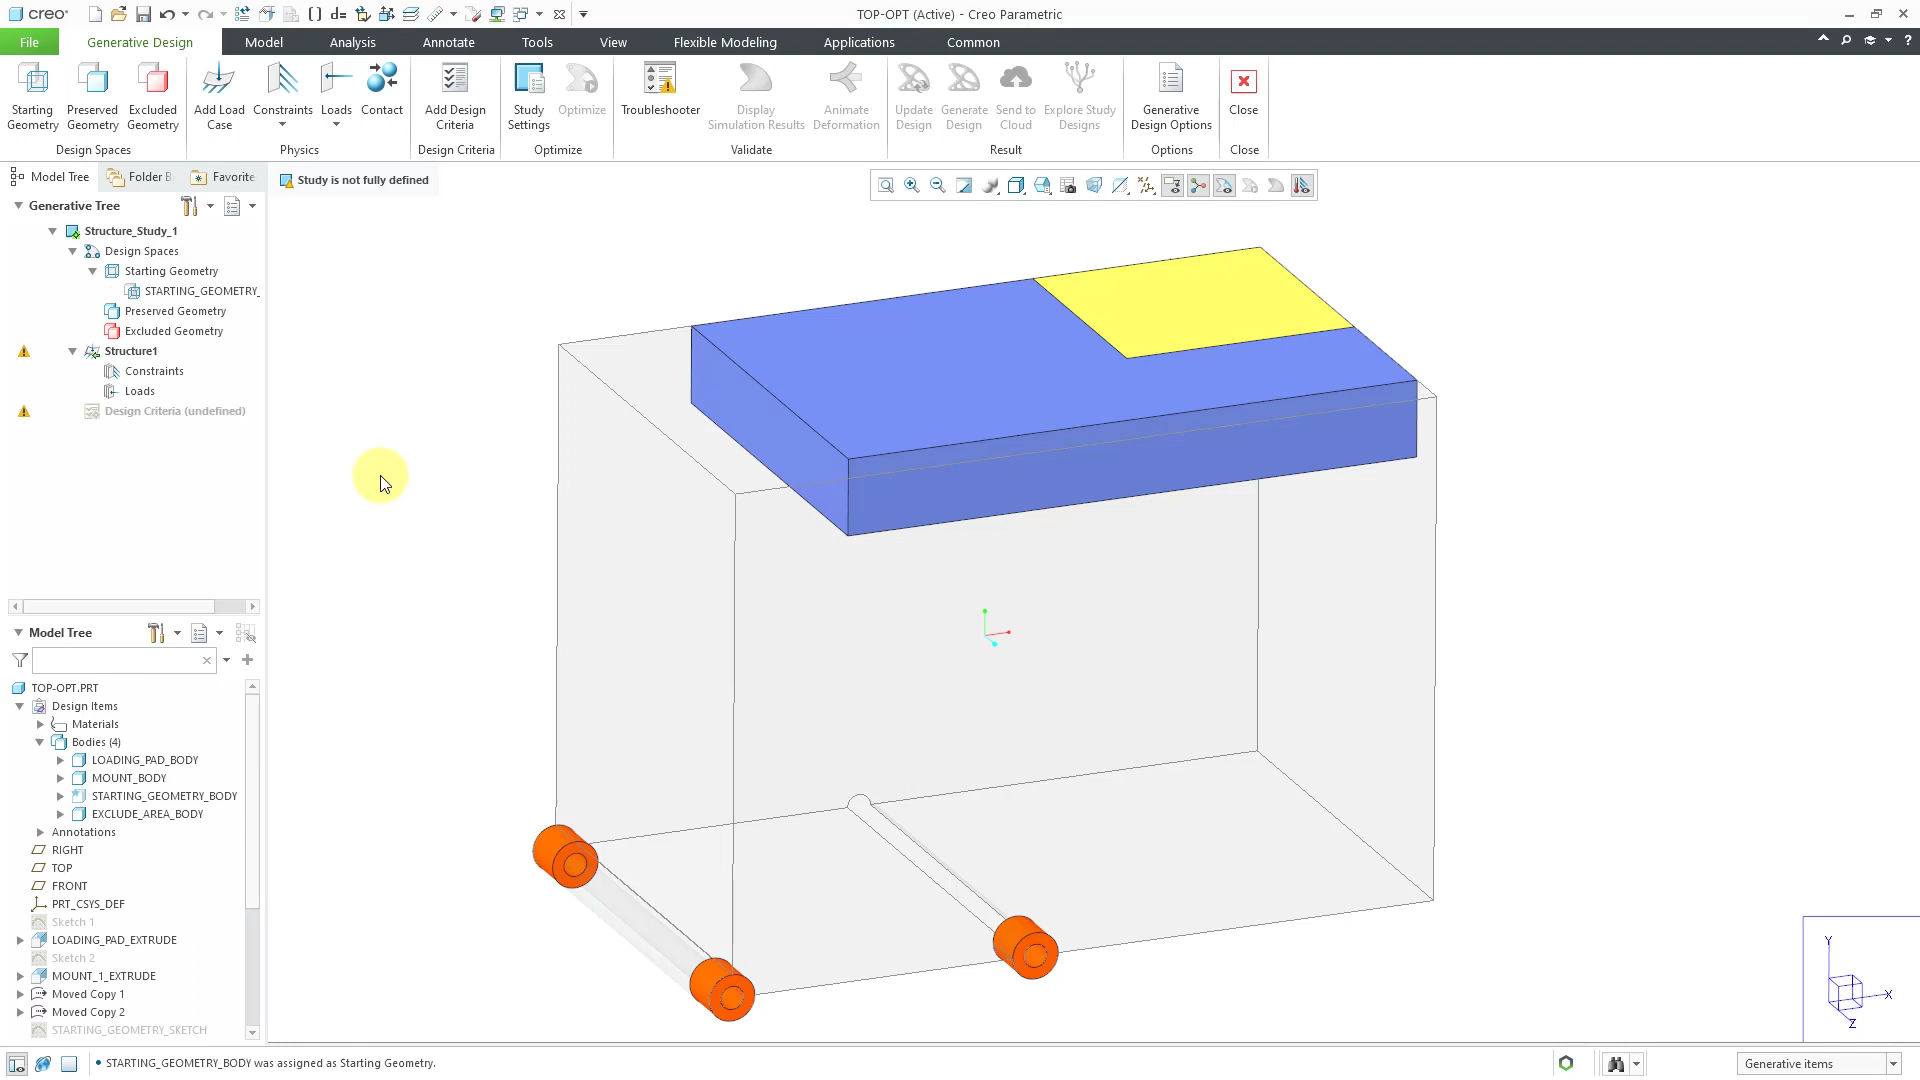 creo
TOP-OPT (Active) - Creo Parametric
File
Generative Design
Model
Analysis
Annotate
Tools
View
Flexible Modeling
Applications
Common
Starting Geometry
Preserved Geometry
Excluded Geometry
Add Load Case
Constraints
Loads
Contact
Add Design Criteria
Study Settings
Optimize
Troubleshooter
Display Simulation Results
Animate Deformation
Update Design
Generate Design
Send to Cloud
Explore Study Designs
Generative Design Options
Close
Design Spaces
Physics
Design Criteria
Optimize
Validate
Result
Options
Close
Model Tree
Folder B
Favorite
Study is not fully defined
Generative Tree
Structure_Study_1
Design Spaces
Starting Geometry
STARTING_GEOMETRY_
Preserved Geometry
Excluded Geometry
Structure1
Constraints
Loads
Design Criteria (undefined)
Model Tree
TOP-OPT.PRT
Design Items
Materials
Bodies (4)
LOADING_PAD_BODY
MOUNT_BODY
STARTING_GEOMETRY_BODY
EXCLUDE_AREA_BODY
Annotations
RIGHT
TOP
FRONT
PRT_CSYS_DEF
Sketch 1
LOADING_PAD_EXTRUDE
Sketch 2
MOUNT_1_EXTRUDE
Moved Copy 1
Moved Copy 2
STARTING_GEOMETRY_SKETCH
Y
X
Z
• STARTING_GEOMETRY_BODY was assigned as Starting Geometry.
Generative items